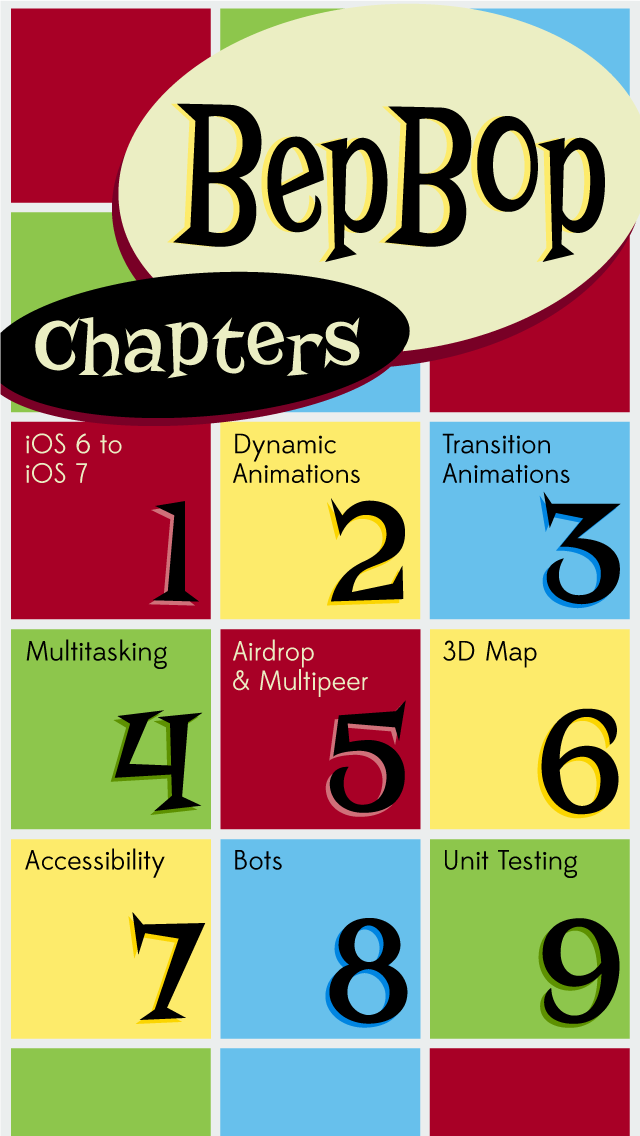 BepBop
Chapters
iOS 6 to
iOS 7
1
Dynamic
Animations
2
Transition
Animations
3
Multitasking
4
Airdrop
& Multipeer
5
3D Map
6
Accessibility
7
Bots
8
Unit Testing
9